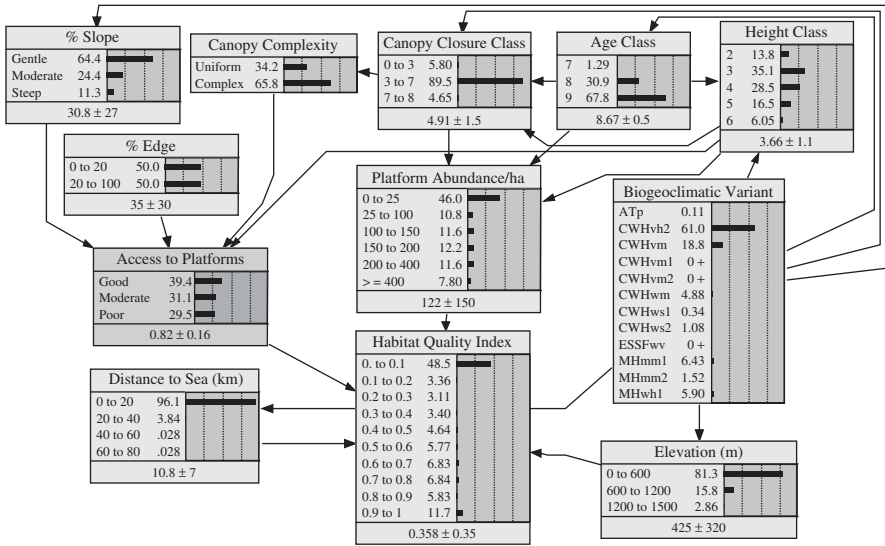 % Slope
Gentle 64.4
Moderate 24.4
Steep 11.3
30.8 ± 27
Canopy Complexity
Uniform 34.2
Complex 65.8
Canopy Closure Class
0 to 3 5.80
3 to 7 89.5
7 to 8 4.65
4.91 ± 1.5
Age Class
7 1.29
8 30.9
9 67.8
8.67 ± 0.5
Height Class
2 13.8
3 35.1
4 28.5
5 16.5
6 6.05
3.66 ± 1.1
% Edge
0 to 20 50.0
20 to 100 50.0
35 ± 30
Platform Abundance/ha
0 to 25 46.0
25 to 100 10.8
100 to 150 11.6
150 to 200 12.2
200 to 400 11.6
> = 400 7.80
122 ± 150
Biogeoclimatic Variant
ATp 0.11
CWHvh2 61.0
CWHvm 18.8
CWHvm1 0 +
CWHvm2 0 +
CWHwm 4.88
CWHws1 0.34
CWHws2 1.08
ESSFwv 0 +
MHmm1 6.43
MHmm2 1.52
MHwh1 5.90
Access to Platforms
Good 39.4
Moderate 31.1
Poor 29.5
0.82 ± 0.16
Habitat Quality Index
0. to 0.1 48.5
0.1 to 0.2 3.36
0.2 to 0.3 3.11
0.3 to 0.4 3.40
0.4 to 0.5 4.64
0.5 to 0.6 5.77
0.6 to 0.7 6.83
0.7 to 0.8 6.84
0.8 to 0.9 5.83
0.9 to 1 11.7
0.358 ± 0.35
Distance to Sea (km)
0 to 20 96.1
20 to 40 3.84
40 to 60 .028
60 to 80 .028
10.8 ± 7
Elevation (m)
0 to 600 81.3
600 to 1200 15.8
1200 to 1500 2.86
425 ± 320